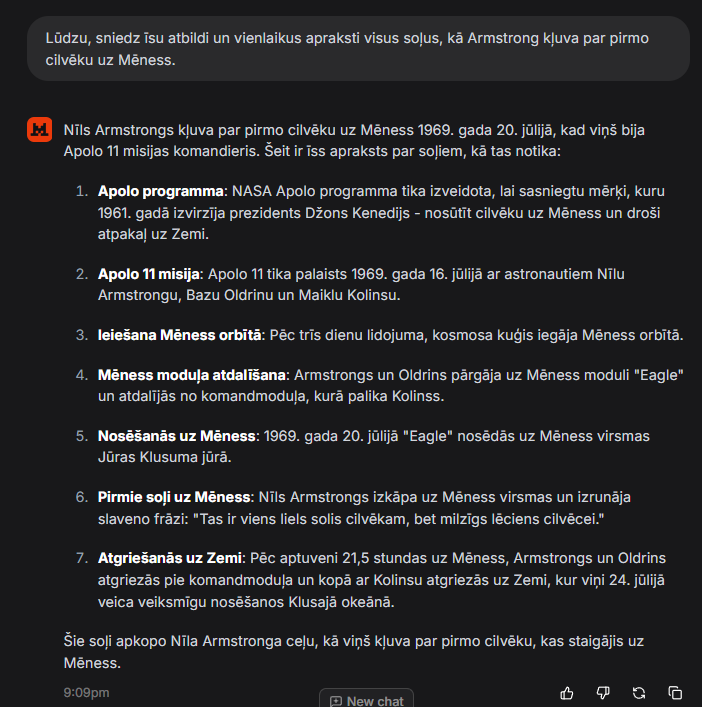 Lūdzu, sniedz īsu atbildi un vienlaikus apraksti visus soļus, kā Armstrong kļuva par pirmo
cilvēku uz Mēness.
Nīls Armstrongs kļuva par pirmo cilvēku uz Mēness 1969. gada 20. jūlijā, kad viņš bija
Apolo 11 misijas komandieris. Šeit ir īss apraksts par soļiem, kā tas notika:
1. Apolo programma: NASA Apolo programma tika izveidota, lai sasniegtu mērķi, kuru
1961. gadā izvirzīja prezidents Džons Kenedijs - nosūtīt cilvēku uz Mēness un droši
atpakaļ uz Zemi.
2. Apolo 11 misija: Apolo 11 tika palaists 1969. gada 16. jūlijā ar astronautiem Nīlu
Armstrongu, Bazu Oldrinu un Maiklu Kolinsu.
3. Ieiešana Mēness orbītā: Pēc trīs dienu lidojuma, kosmosa kuģis iegāja Mēness orbītā.
4. Mēness moduļa atdalīšana: Armstrongs un Oldrins pārgāja uz Mēness moduli "Eagle"
un atdalījās no komandmoduļa, kurā palika Kolinss.
5. Nosēšanās uz Mēness: 1969. gada 20. jūlijā "Eagle" nosēdās uz Mēness virsmas
Jūras Klusuma jūrā.
6. Pirmie soļi uz Mēness: Nīls Armstrongs izkāpa uz Mēness virsmas un izrunāja
slaveno frāzi: "Tas ir viens liels solis cilvēkam, bet milzīgs lēciens cilvēcei."
7. Atgriešanās uz Zemi: Pēc aptuveni 21,5 stundas uz Mēness, Armstrongs un Oldrins
atgriezās pie komandmoduļa un kopā ar Kolinsu atgriezās uz Zemi, kur viņi 24. jūlijā
veica veiksmīgu nosēšanos Klusajā okeānā.
Šie soļi apkopo Nīla Armstronga ceļu, kā viņš kļuva par pirmo cilvēku, kas staigājis uz
Mēness.
9:09pm
New chat